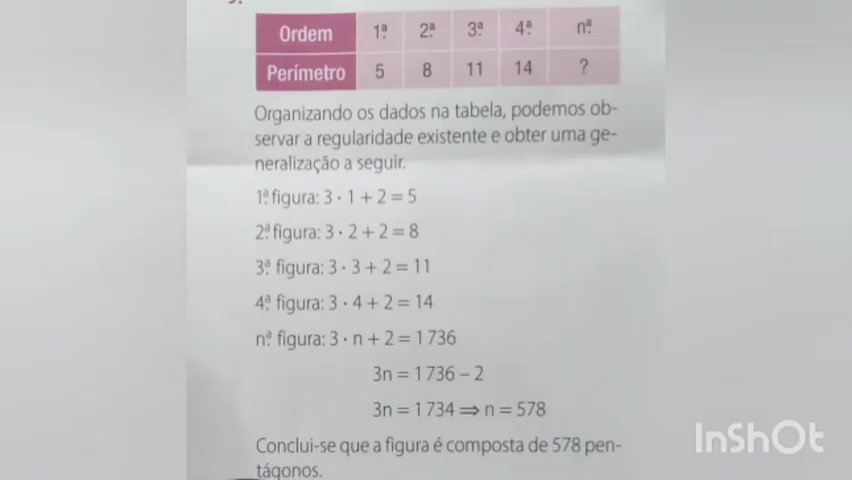 Ordem 1ª. 2ª. 3ª. 4ª. nª.
Perímetro 5 8 11 14 ?
Organizando os dados na tabela, podemos ob-
servar a regularidade existente e obter uma ge-
neralização a seguir.
1ª. figura: 3 · 1 + 2 = 5
2ª. figura: 3 · 2 + 2 = 8
3ª. figura: 3 · 3 + 2 = 11
4ª. figura: 3 · 4 + 2 = 14
nª. figura: 3 · n + 2 = 1 736
3n = 1 736 – 2
3n = 1 734 ⟹ n = 578
Conclui-se que a figura é composta de 578 pen-
tágonos.
InShOt